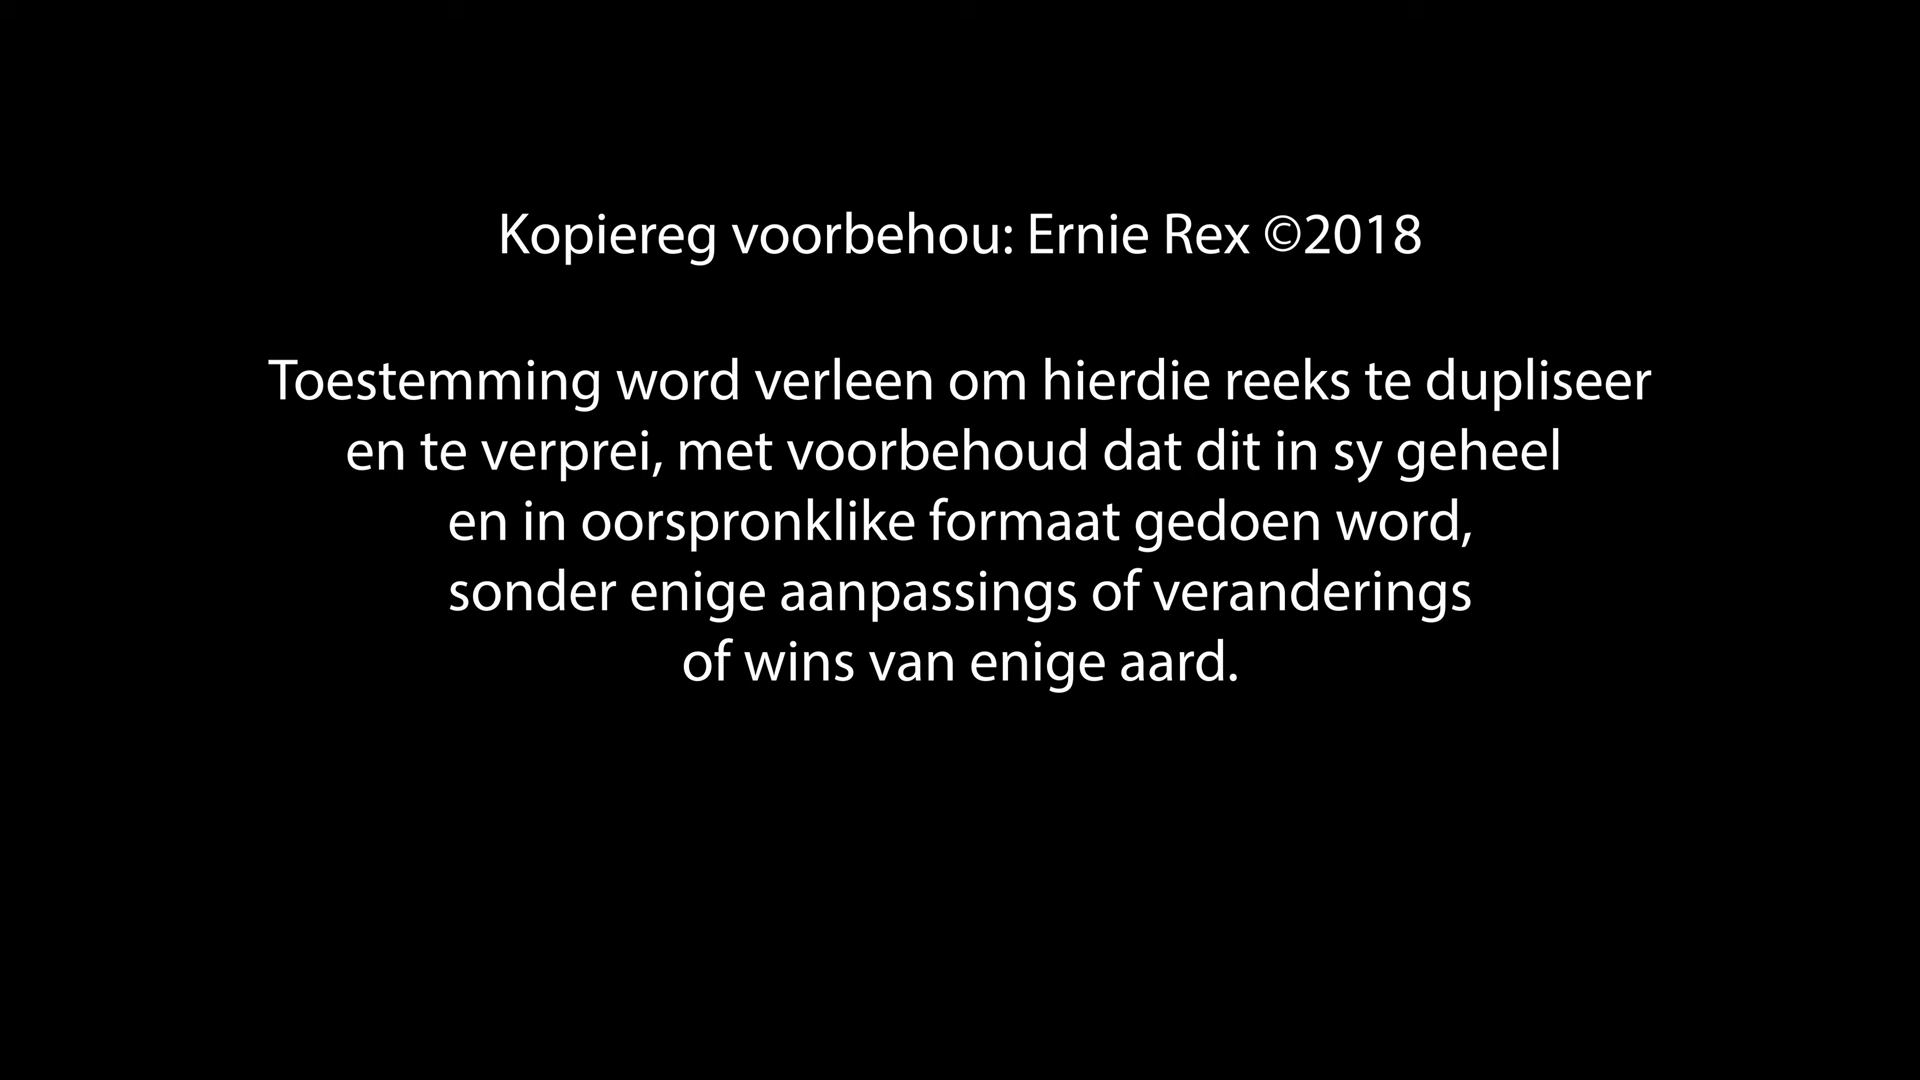 Kopiereg voorbehou: Ernie Rex ©2018
Toestemming word verleen om hierdie reeks te dupliseer
en te verprei, met voorbehoud dat dit in sy geheel
en in oorspronklike formaat gedoen word,
sonder enige aanpassings of veranderings
of wins van enige aard.